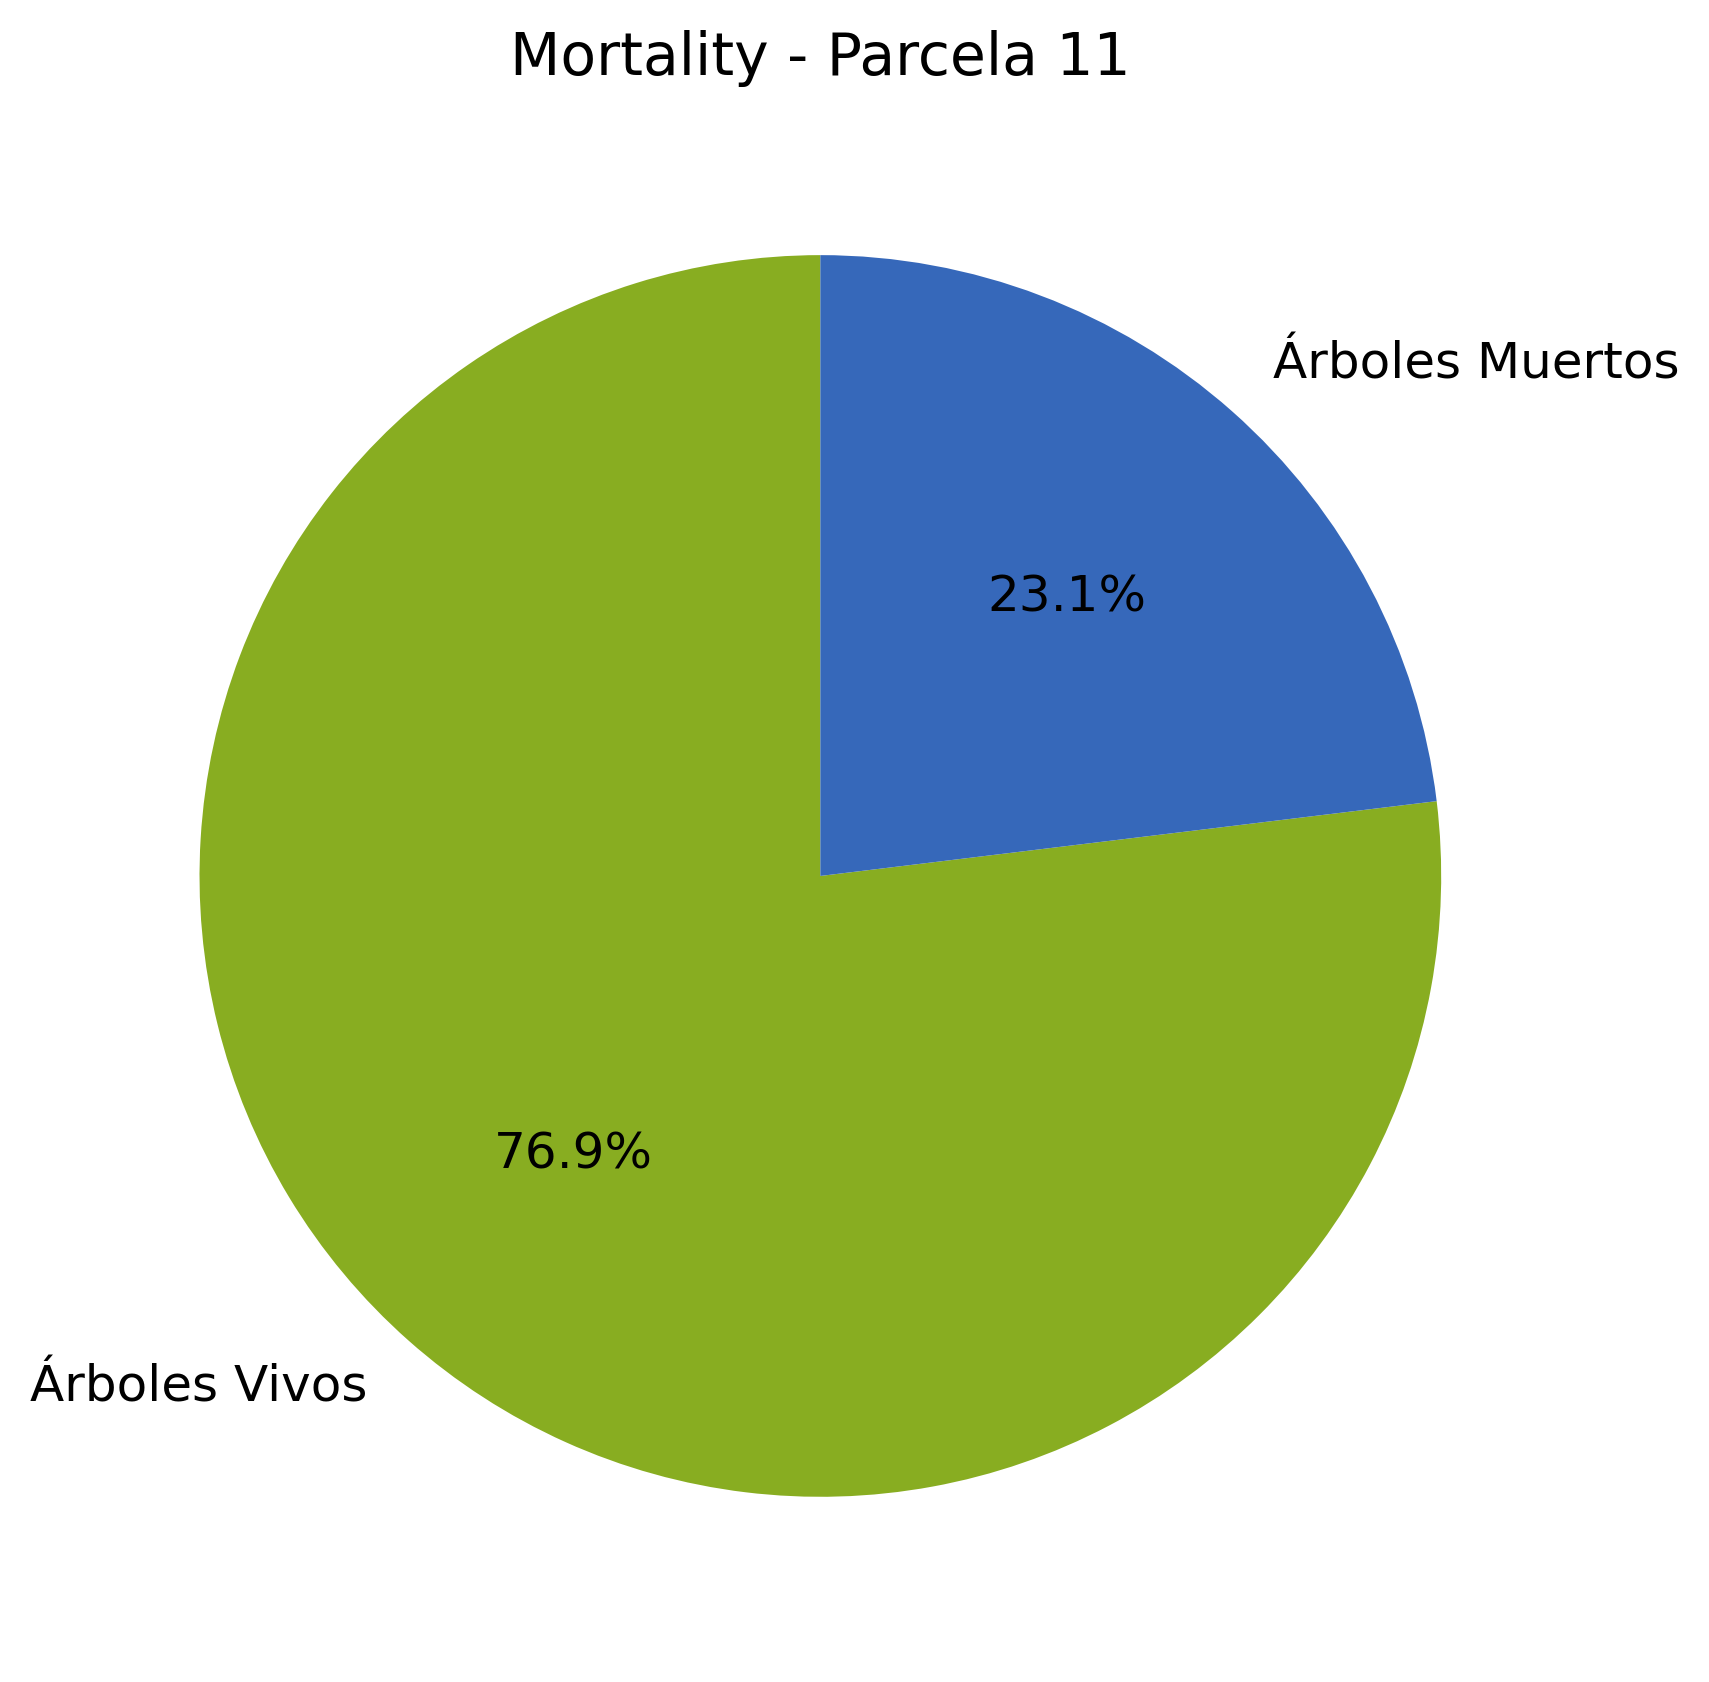 Mortality - Parcela 11
Árboles Muertos
23.1%
76.9%
Árboles Vivos